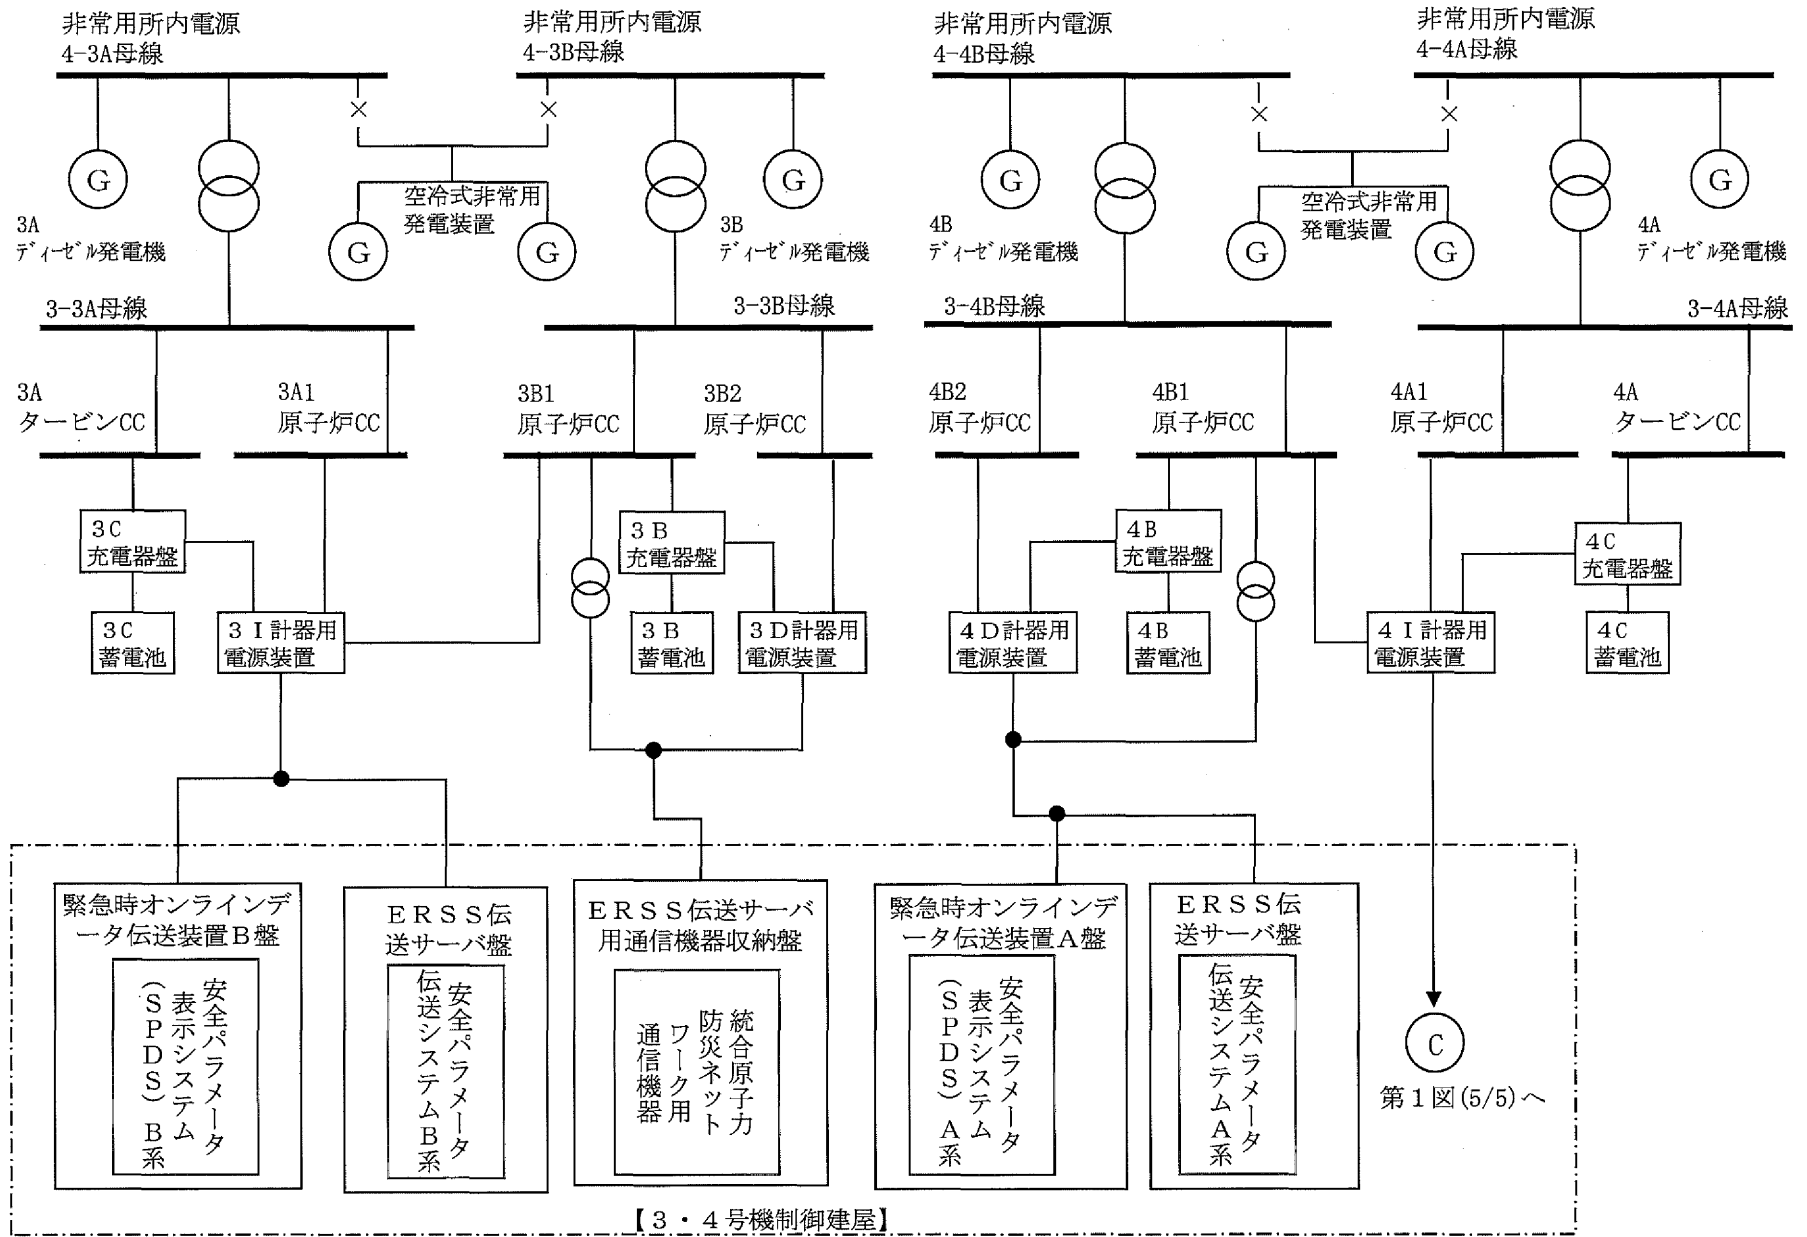 非常用所内電源
4-3A母線
非常用所内電源
4-3B母線
非常用所内電源
4-4B母線
非常用所内電源
4-4A母線
×
×
×
×
G
G
G
G
3A
ディーゼル発電機
空冷式非常用
発電装置
G
G
3B
ディーゼル発電機
4B
ディーゼル発電機
空冷式非常用
発電装置
G
G
4A
ディーゼル発電機
3-3A母線
3-3B母線
3-4B母線
3-4A母線
3A
タービンCC
3A1
原子炉CC
3B1
原子炉CC
3B2
原子炉CC
4B2
原子炉CC
4B1
原子炉CC
4A1
原子炉CC
4A
タービンCC
3C
充電器盤
3B
充電器盤
4B
充電器盤
4C
充電器盤
3C
蓄電池
3I計器用
電源装置
3B
蓄電池
3D計器用
電源装置
4D計器用
電源装置
4B
蓄電池
4I計器用
電源装置
4C
蓄電池
緊急時オンラインデ
ータ伝送装置B盤
安全パラメータ
表示システム
(SPDS)B系
ERSS伝
送サーバ盤
安全パラメータ
伝送システムB系
ERSS伝送サーバ
用通信機器収納盤
統合原子力
防災ネット
ワーク用
通信機器
緊急時オンラインデ
ータ伝送装置A盤
安全パラメータ
表示システム
(SPDS)A系
ERSS伝
送サーバ盤
安全パラメータ
伝送システムA系
C
第1図(5/5)へ
【3・4号機制御建屋】